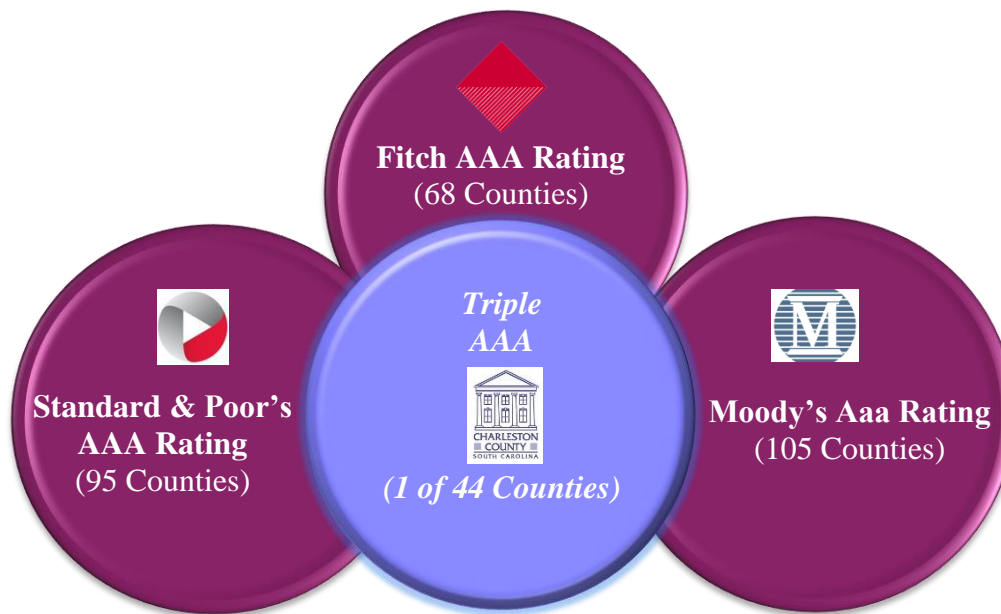 Fitch AAA Rating
(68 Counties)
Standard & Poor's
AAA Rating
(95 Counties)
Triple
AAA
CHARLESTON
COUNTY
SOUTH CAROLINA
(1 of 44 Counties)
M
Moody's Aaa Rating
(105 Counties)